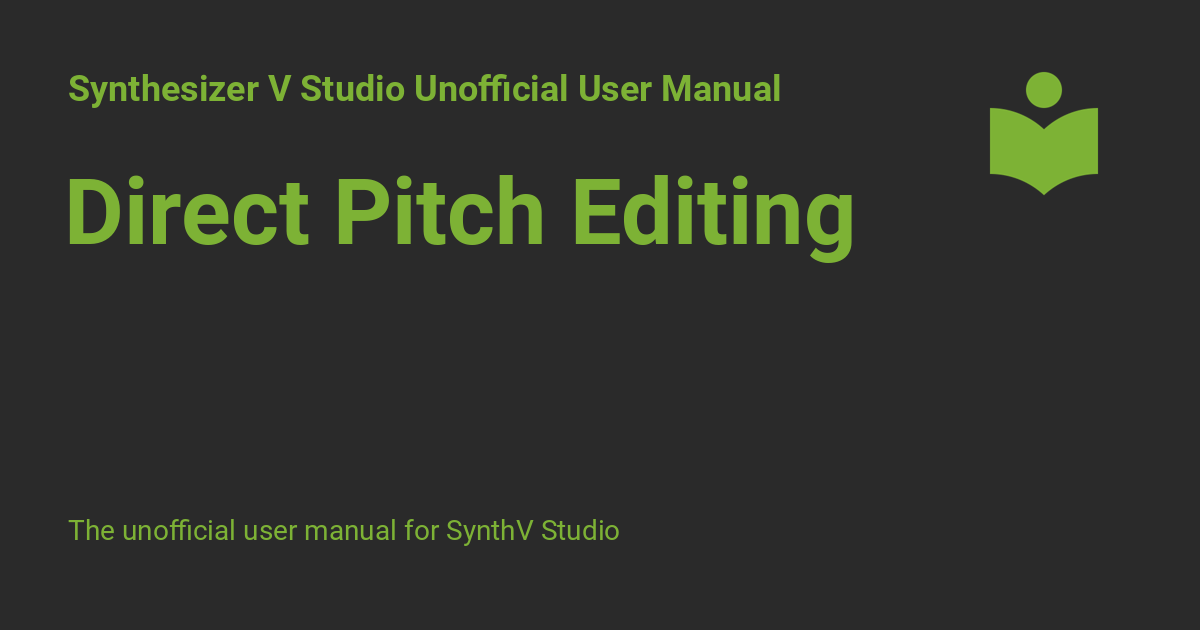 Synthesizer V Studio Unofficial User Manual
Direct Pitch Editing
The unofficial user manual for SynthV Studio